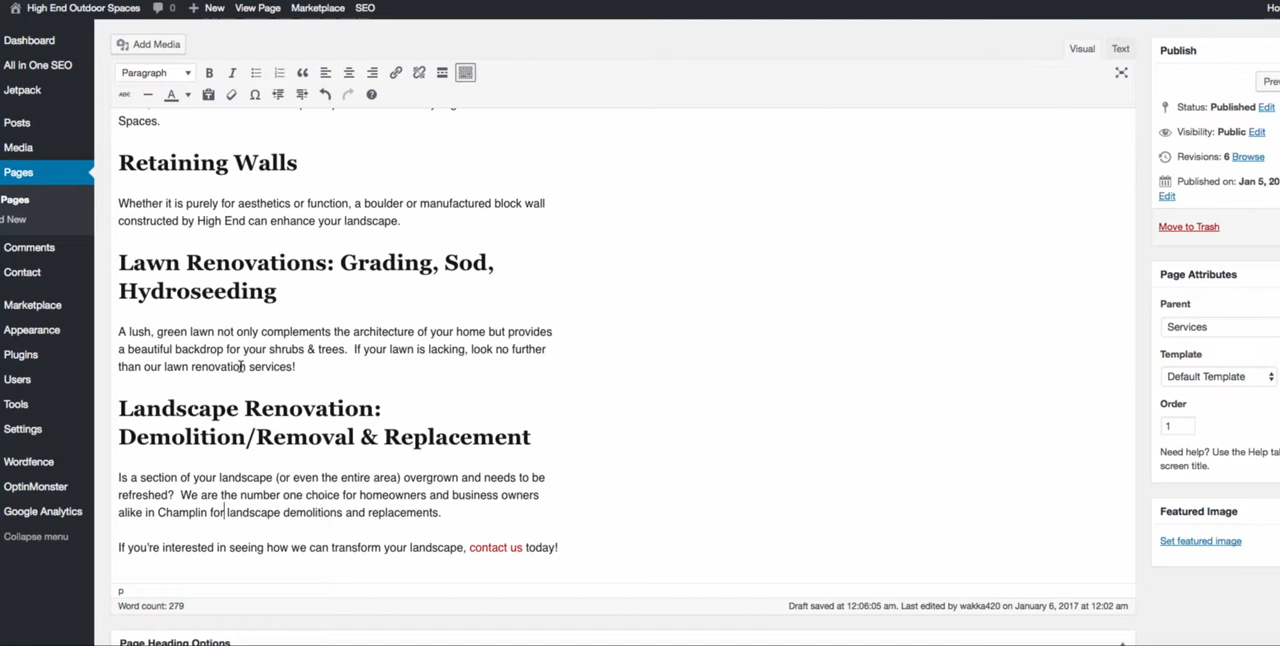 High End Outdoor Spaces 0 New View Page Marketplace SEO
Dashboard
All in One SEO
Jetpack
Posts
Media
Pages
Pages
d New
Comments
Contact
Marketplace
Appearance
Plugins
Users
Tools
Settings
Wordfence
OptinMonster
Google Analytics
Collapse menu
Add Media
Visual Text
Paragraph
Spaces.
Retaining Walls
Whether it is purely for aesthetics or function, a boulder or manufactured block wall
constructed by High End can enhance your landscape.
Lawn Renovations: Grading, Sod,
Hydroseeding
A lush, green lawn not only complements the architecture of your home but provides
a beautiful backdrop for your shrubs & trees.  If your lawn is lacking, look no further
than our lawn renovation services!
Landscape Renovation:
Demolition/Removal & Replacement
Is a section of your landscape (or even the entire area) overgrown and needs to be
refreshed?  We are the number one choice for homeowners and business owners
alike in Champlin for landscape demolitions and replacements.
If you're interested in seeing how we can transform your landscape, contact us today!
p
Word count: 279
Draft saved at 12:06:05 am. Last edited by wakka420 on January 6, 2017 at 12:02 am
Page Heading Options
Publish
Status: Published Edit
Visibility: Public Edit
Revisions: 6 Browse
Published on: Jan 5, 20
Edit
Move to Trash
Page Attributes
Parent
Services
Template
Default Template
Order
1
Need help? Use the Help ta
screen title.
Featured Image
Set featured image